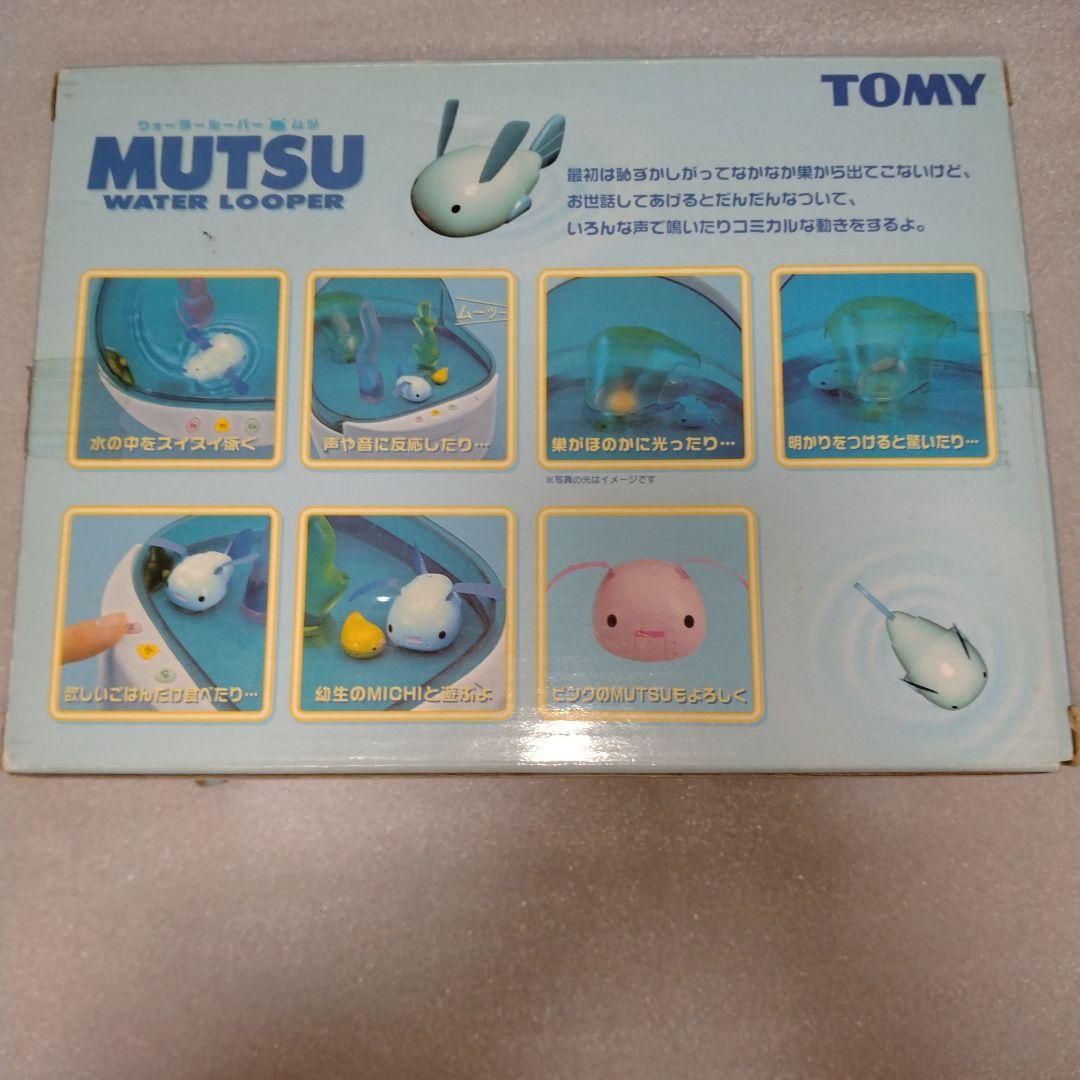 TOMY
ウォータールーパー ムツ
MUTSU
WATER LOOPER
最初は恥ずかしがってなかなか巣から出てこないけど、
お世話してあげるとだんだんなついて、
いろんな声で鳴いたりコミカルな動きをするよ。
ムーツー
水の中をスイスイ泳ぐ
声や音に反応したり…
巣がほのかに光ったり…
明かりをつけると驚いたり…
※写真の光はイメージです
欲しいごはんだけ食べたり…
幼生のMICHIと遊ぶよ
ピンクのMUTSUもよろしく